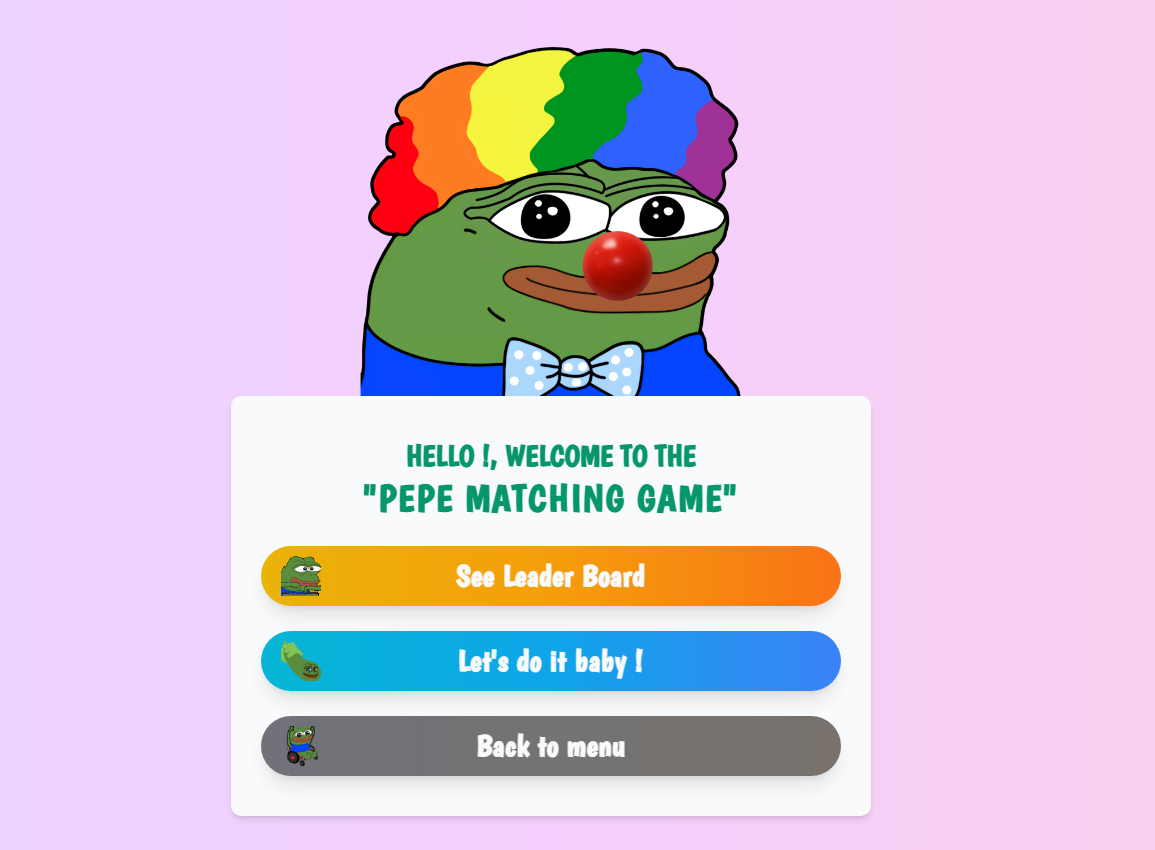 HELLO !, WELCOME TO THE
"PEPE MATCHING GAME"
See Leader Board
Let's do it baby !
Back to menu